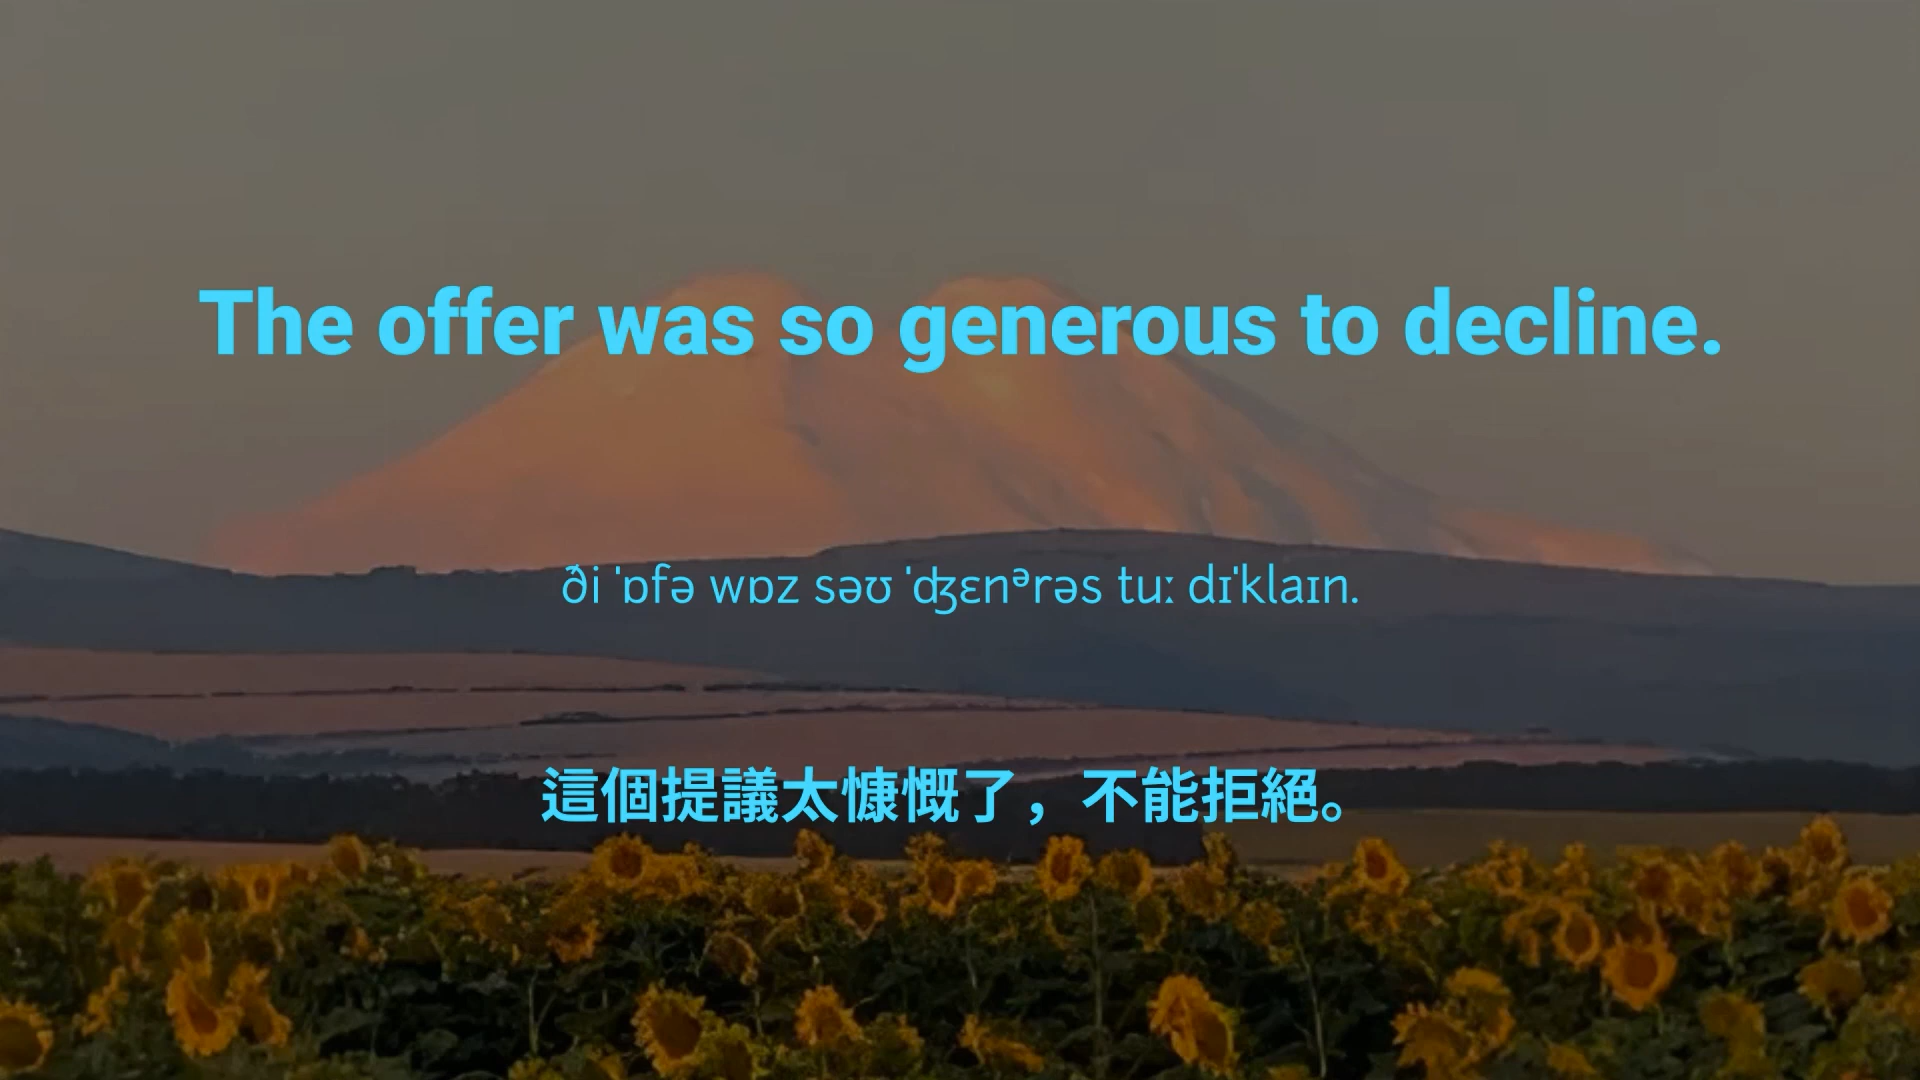 The offer was so generous to decline.
ði ˈɒfə wɒz səʊ ˈʤɛnᵊrəs tuː dɪˈklaɪn.
這個提議太慷慨了，不能拒絕。